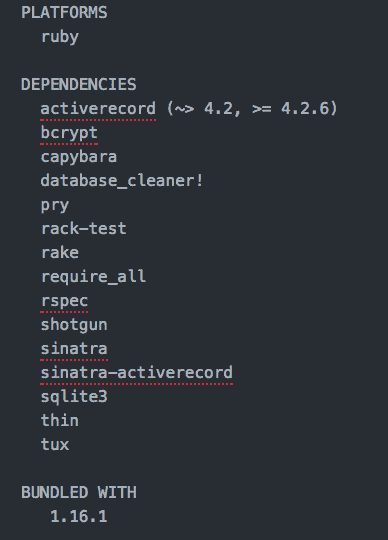 PLATFORMS
ruby
DEPENDENCIES
activerecord (~> 4.2, >= 4.2.6)
bcrypt
capybara
database_cleaner!
pry
rack-test
rake
require_all
rspec
shotgun
sinatra
sinatra-activerecord
sqlite3
thin
tux
BUNDLED WITH
1.16.1